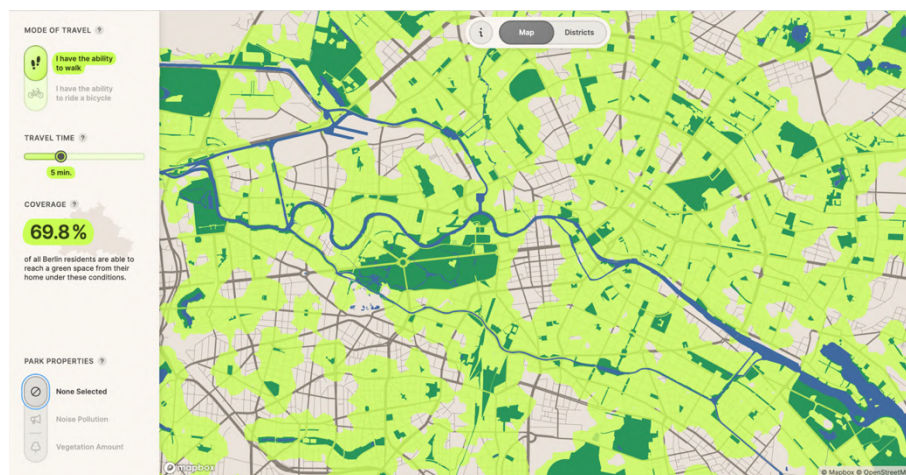 MODE OF TRAVEL ?
I have the ability
to walk
I have the ability
to ride a bicycle
TRAVEL TIME ?
5 min.
COVERAGE ?
69.8 %
of all Berlin residents are able to
reach a green space from their
home under these conditions.
PARK PROPERTIES ?
None Selected
Noise Pollution
Vegetation Amount
i
Map
Districts
mapbox
© Mapbox © OpenStreetM